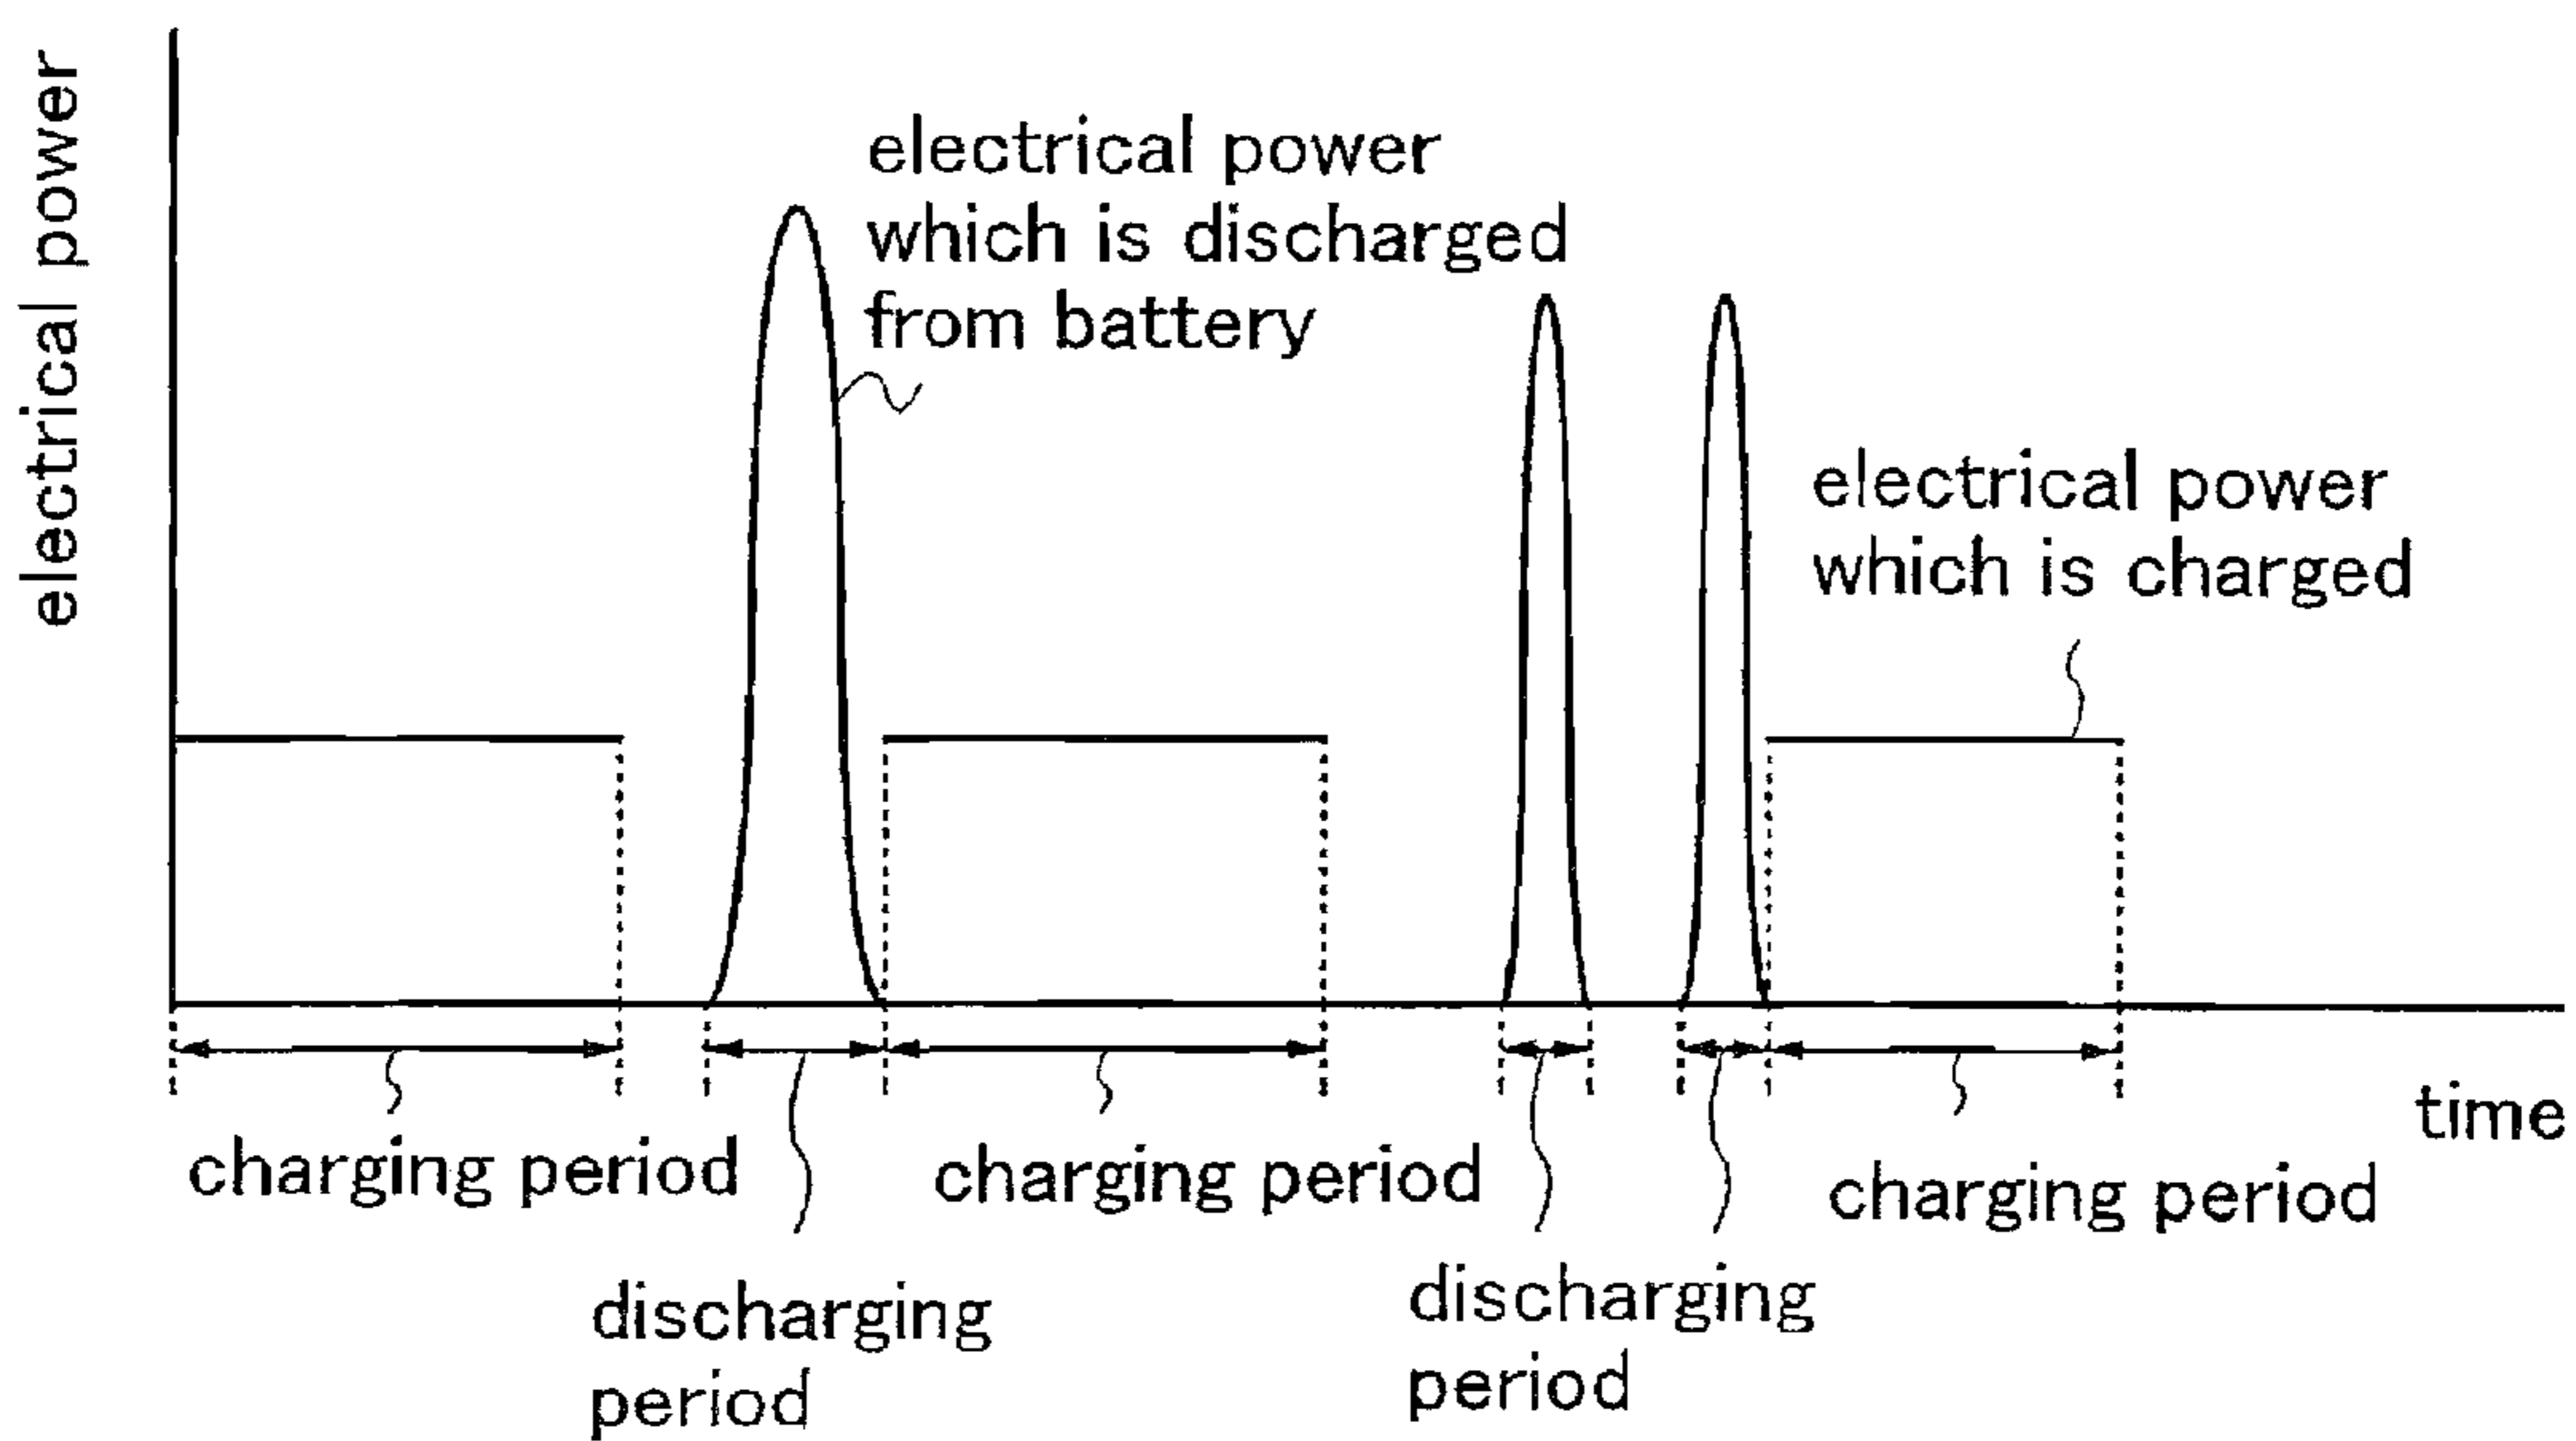 electrical power
electrical power
which is discharged
from battery
electrical power
which is charged
time
charging period
charging period
charging period
discharging
period
discharging
period